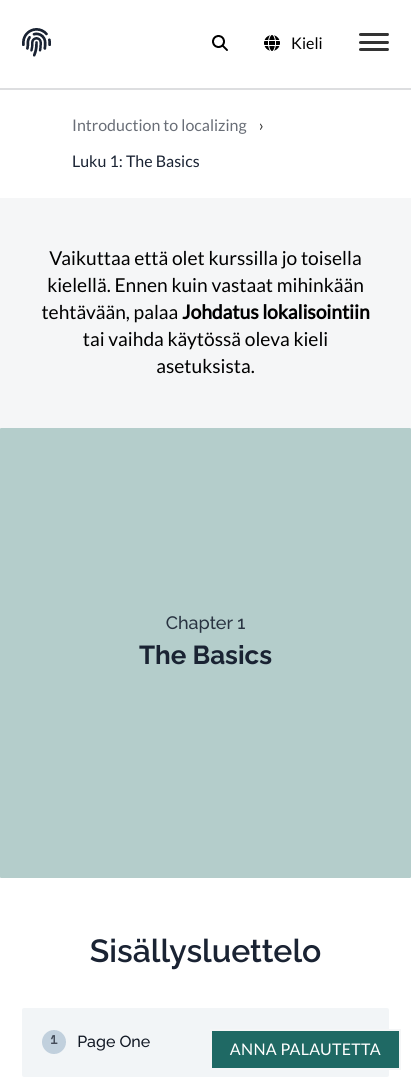 Kieli
Introduction to localizing ›
Luku 1: The Basics
Vaikuttaa että olet kurssilla jo toisella
kielellä. Ennen kuin vastaat mihinkään
tehtävään, palaa Johdatus lokalisointiin
tai vaihda käytössä oleva kieli
asetuksista.
Chapter 1
The Basics
Sisällysluettelo
1 Page One
ANNA PALAUTETTA